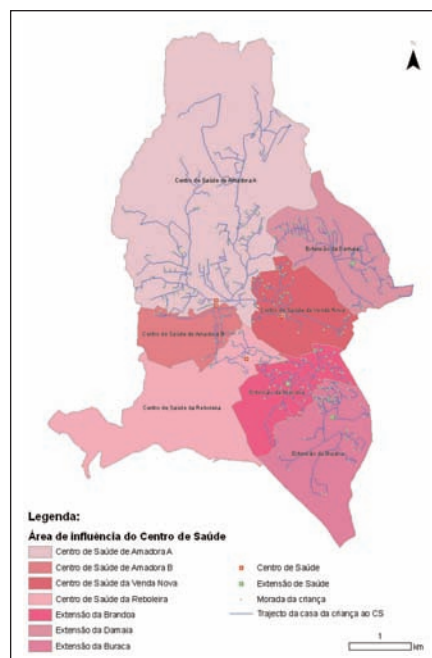 Centro de Saúde de Amadora A
Extensão da Damaia
Centro de Saúde da Venda Nova
Centro de Saúde de Amadora B
Centro de Saúde da Reboleira
Extensão da
Extensão da Buraca
Legenda:
Área de influência do Centro de Saúde
Centro de Saúde de Amadora A
Centro de Saúde de Amadora B
Centro de Saúde da Venda Nova
Centro de Saúde da Reboleira
Extensão da Brandoa
Extensão da Damaia
Extensão da Buraca
Centro de Saúde
Extensão de Saúde
Morada da criança
Trajecto da casa da criança ao CS
1
km